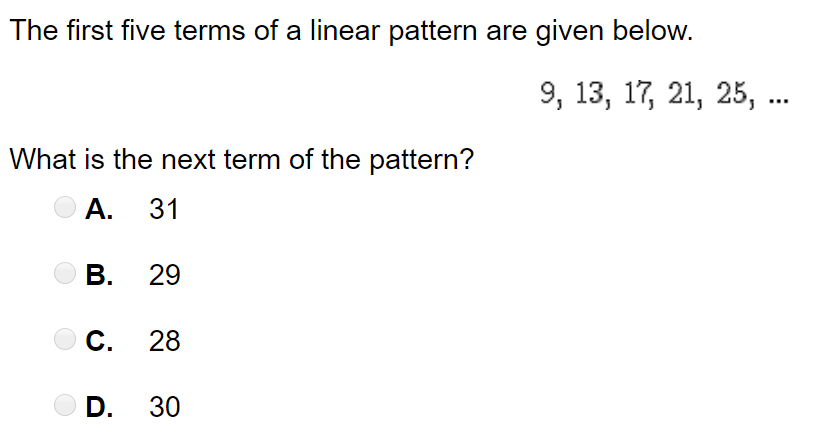 The first five terms of a linear pattern are given below.
9, 13, 17, 21, 25, ...
What is the next term of the pattern?
A. 31
B. 29
C. 28
D. 30